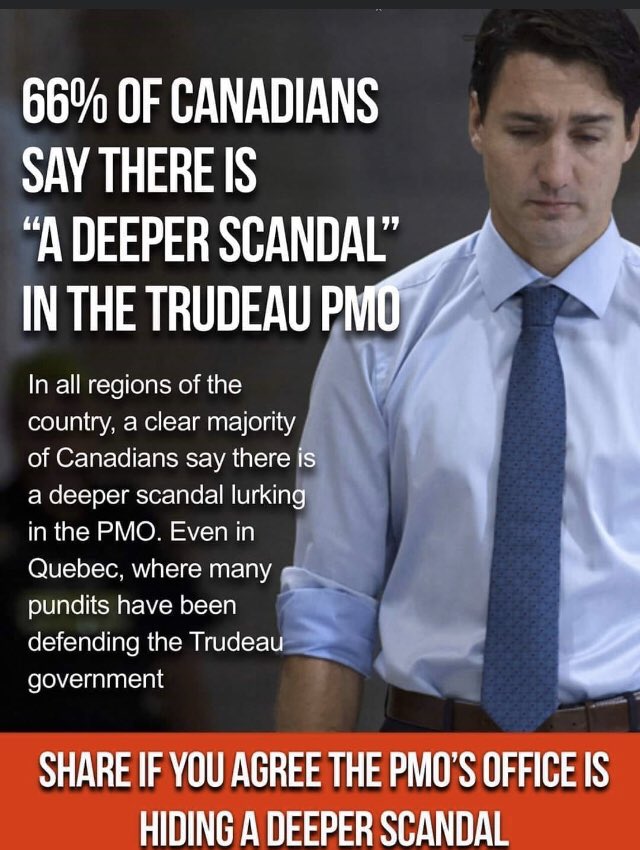 66% OF CANADIANS
SAY THERE IS
“A DEEPER SCANDAL”
IN THE TRUDEAU PMO
In all regions of the
country, a clear majority
of Canadians say there is
a deeper scandal lurking
in the PMO. Even in
Quebec, where many
pundits have been
defending the Trudeau
government
SHARE IF YOU AGREE THE PMO’S OFFICE IS
HIDING A DEEPER SCANDAL